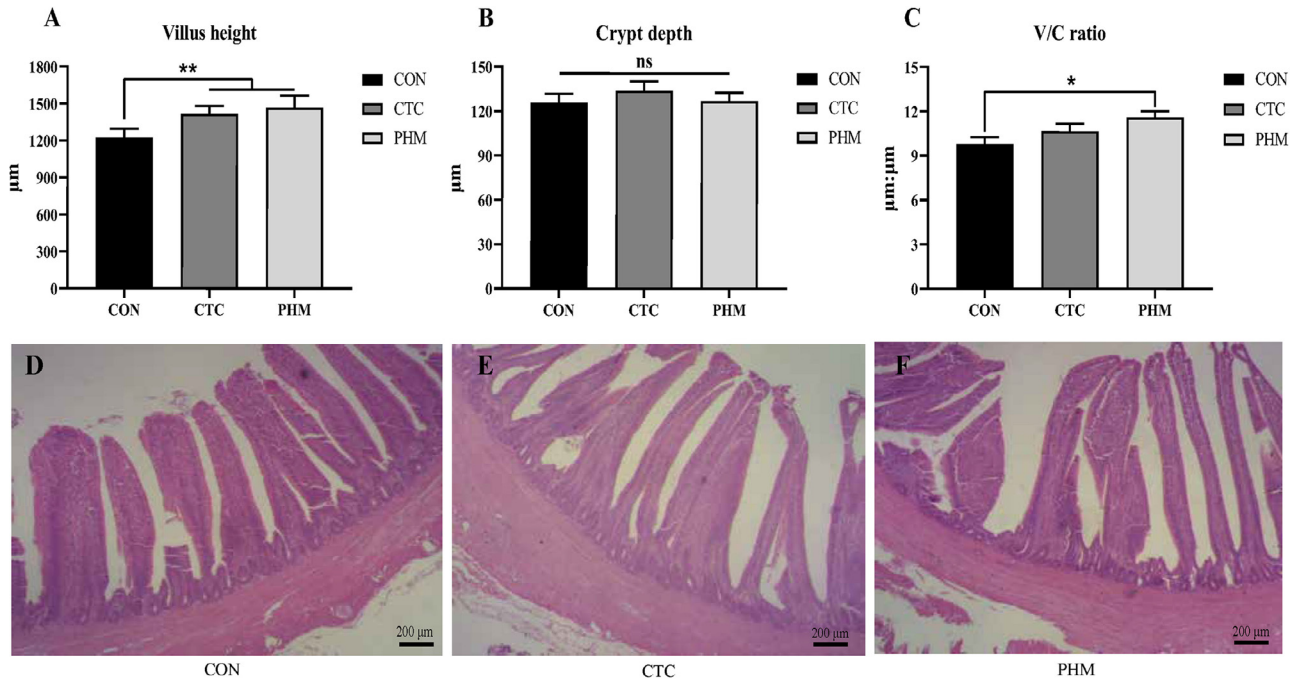 A
Villus height
μm
1800
1500
1200
900
600
300
0
**
CON
CTC
PHM
CON
CTC
PHM
B
Crypt depth
μm
150
120
90
60
30
0
ns
CON
CTC
PHM
CON
CTC
PHM
C
V/C ratio
μm:μm
15
12
9
6
3
0
*
CON
CTC
PHM
CON
CTC
PHM
D
200 μm
CON
E
200 μm
CTC
F
200 μm
PHM